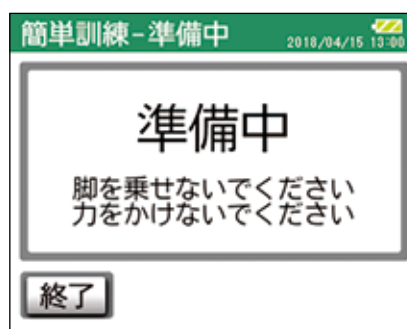 簡単訓練-準備中
2018/04/15 13:00
準備中
脚を乗せないでください
力をかけないでください
終了